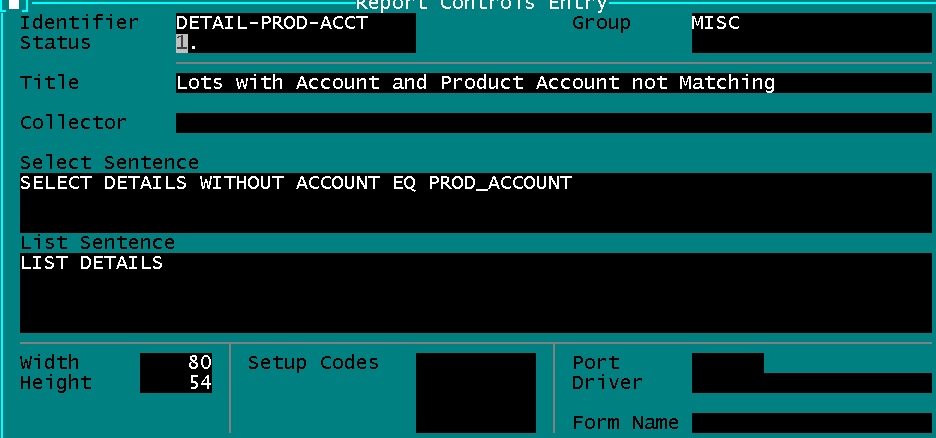 Report Controls Entry
Identifier DETAIL-PROD-ACCT Group MISC
Status 1.
Title Lots with Account and Product Account not Matching
Collector
Select Sentence
SELECT DETAILS WITHOUT ACCOUNT EQ PROD_ACCOUNT
List Sentence
LIST DETAILS
Width 80 Setup Codes Port
Height 54 Driver
Form Name